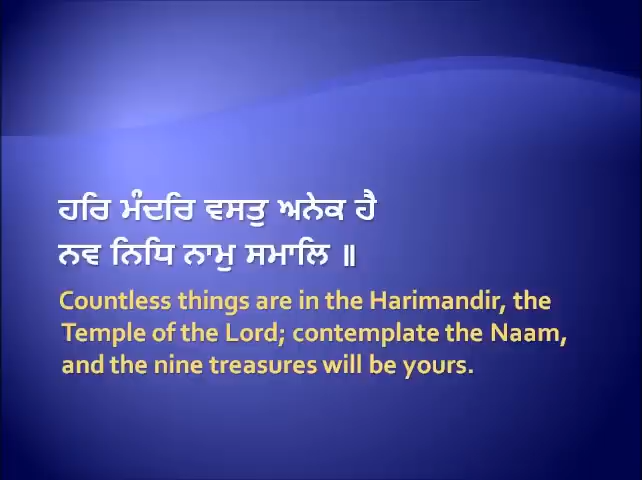 ਹਰਿ ਮੰਦਰਿ ਵਸਤੁ ਅਨੇਕ ਹੈ
ਨਵ ਨਿਧਿ ਨਾਮੁ ਸਮਾਲਿ ॥
Countless things are in the Harimandir, the
Temple of the Lord; contemplate the Naam,
and the nine treasures will be yours.